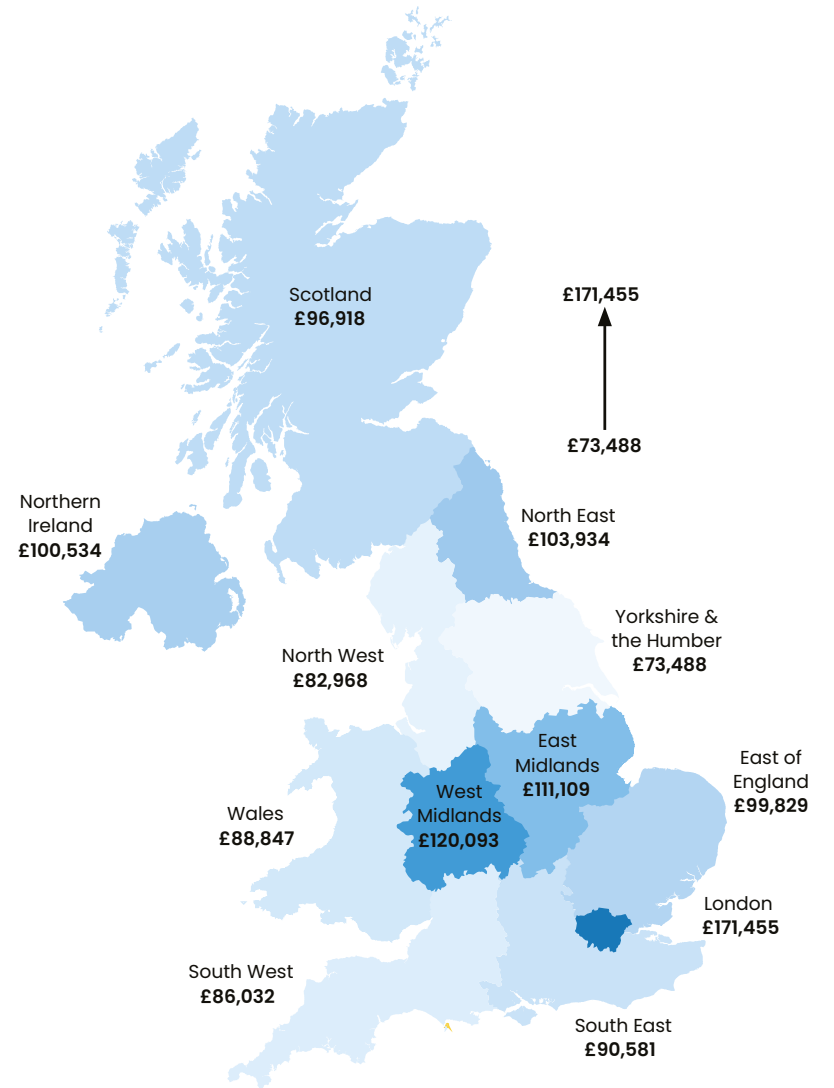 Scotland
£96,918
£171,455
£73,488
Northern
Ireland
£100,534
North East
£103,934
Yorkshire &
the Humber
£73,488
North West
£82,968
East
Midlands
£111,109
East of
England
£99,829
West
Midlands
£120,093
Wales
£88,847
London
£171,455
South West
£86,032
South East
£90,581